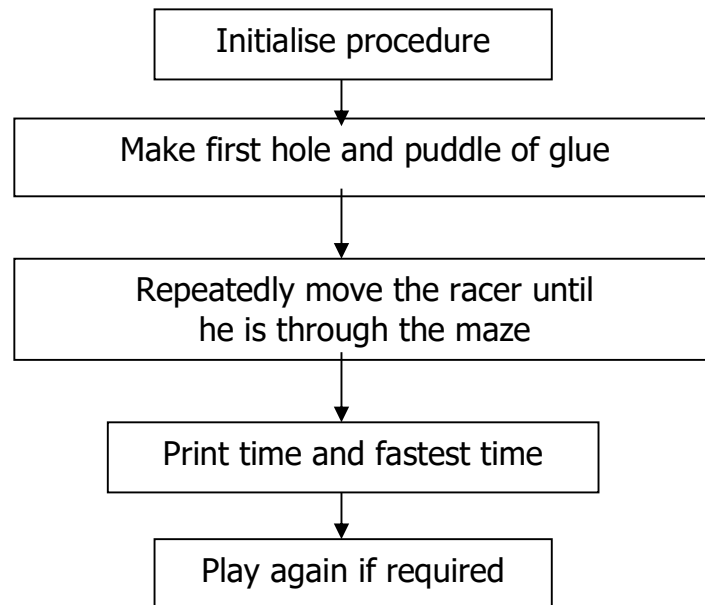 Initialise procedure
Make first hole and puddle of glue
Repeatedly move the racer until
he is through the maze
Print time and fastest time
Play again if required